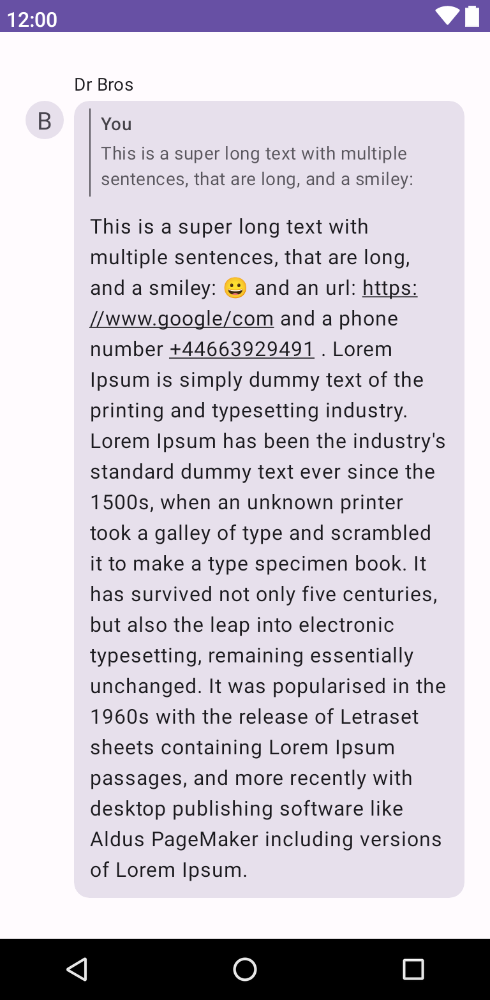 12:00
Dr Bros
B
You
This is a super long text with multiple
sentences, that are long, and a smiley:
This is a super long text with
multiple sentences, that are long,
and a smiley: 😀 and an url: https:
//www.google/com and a phone
number +44663929491 . Lorem
Ipsum is simply dummy text of the
printing and typesetting industry.
Lorem Ipsum has been the industry's
standard dummy text ever since the
1500s, when an unknown printer
took a galley of type and scrambled
it to make a type specimen book. It
has survived not only five centuries,
but also the leap into electronic
typesetting, remaining essentially
unchanged. It was popularised in the
1960s with the release of Letraset
sheets containing Lorem Ipsum
passages, and more recently with
desktop publishing software like
Aldus PageMaker including versions
of Lorem Ipsum.